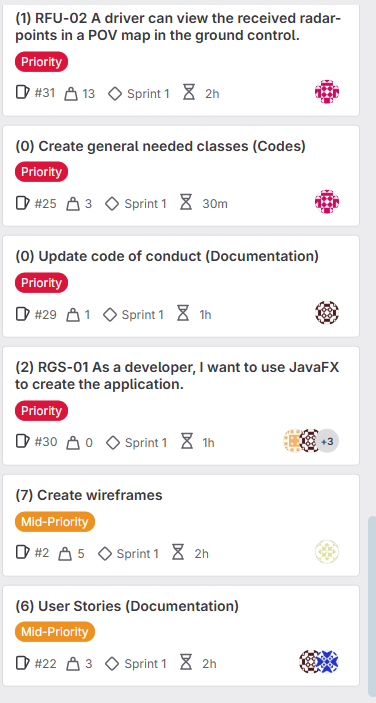 (1) RFU-02 A driver can view the received radar-
points in a POV map in the ground control.
Priority
#31 13 Sprint 1 2h
(0) Create general needed classes (Codes)
Priority
#25 3 Sprint 1 30m
(0) Update code of conduct (Documentation)
Priority
#29 1 Sprint 1 1h
(2) RGS-01 As a developer, I want to use JavaFX
to create the application.
Priority
#30 0 Sprint 1 1h +3
(7) Create wireframes
Mid-Priority
#2 5 Sprint 1 2h
(6) User Stories (Documentation)
Mid-Priority
#22 3 Sprint 1 2h